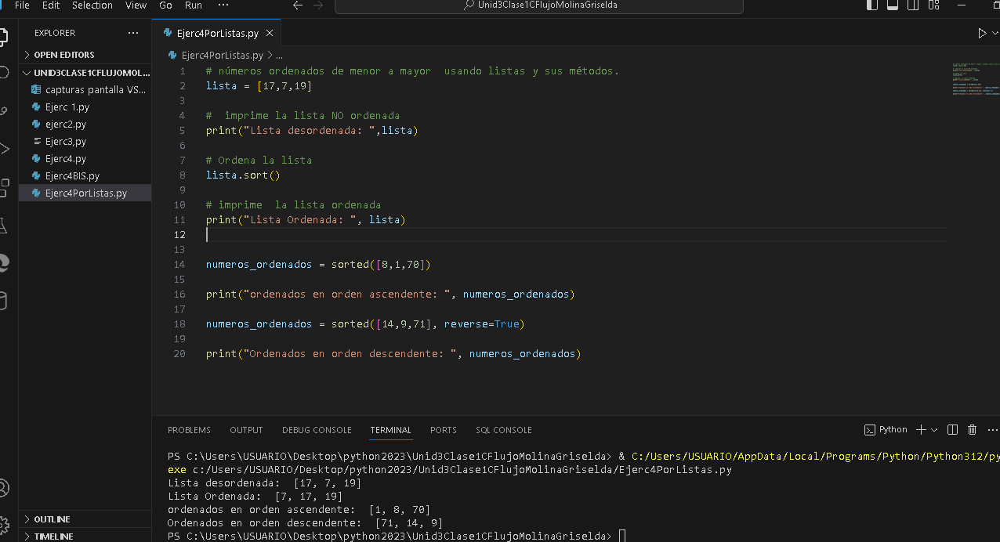 File Edit Selection View Go Run ··· Unid3Clase1CFlujoMolinaGriselda
EXPLORER ···
OPEN EDITORS
UNID3CLASE1CFLUJOMOL...
capturas pantalla VS...
Ejerc 1.py
ejerc2.py
Ejerc3,py
Ejerc4.py
Ejerc4BIS.py
Ejerc4PorListas.py
OUTLINE
TIMELINE
Ejerc4PorListas.py
Ejerc4PorListas.py > ...
1 # números ordenados de menor a mayor  usando listas y sus métodos.
2 lista = [17,7,19]
3
4 #  imprime la lista NO ordenada
5 print("Lista desordenada: ",lista)
6
7 # Ordena la lista
8 lista.sort()
9
10 # imprime  la lista ordenada
11 print("Lista Ordenada: ", lista)
12
13
14 numeros_ordenados = sorted([8,1,70])
15
16 print("ordenados en orden ascendente: ", numeros_ordenados)
17
18 numeros_ordenados = sorted([14,9,71], reverse=True)
19
20 print("Ordenados en orden descendente: ", numeros_ordenados)
PROBLEMS OUTPUT DEBUG CONSOLE TERMINAL PORTS SQL CONSOLE Python ···
PS C:\Users\USUARIO\Desktop\python2023\Unid3Clase1CFlujoMolinaGriselda> & C:/Users/USUARIO/AppData/Local/Programs/Python/Python312/py
exe c:/Users/USUARIO/Desktop/python2023/Unid3Clase1CFlujoMolinaGriselda/Ejerc4PorListas.py
Lista desordenada:  [17, 7, 19]
Lista Ordenada:  [7, 17, 19]
ordenados en orden ascendente:  [1, 8, 70]
Ordenados en orden descendente:  [71, 14, 9]
PS C:\Users\USUARIO\Desktop\python2023\Unid3Clase1CFlujoMolinaGriselda>